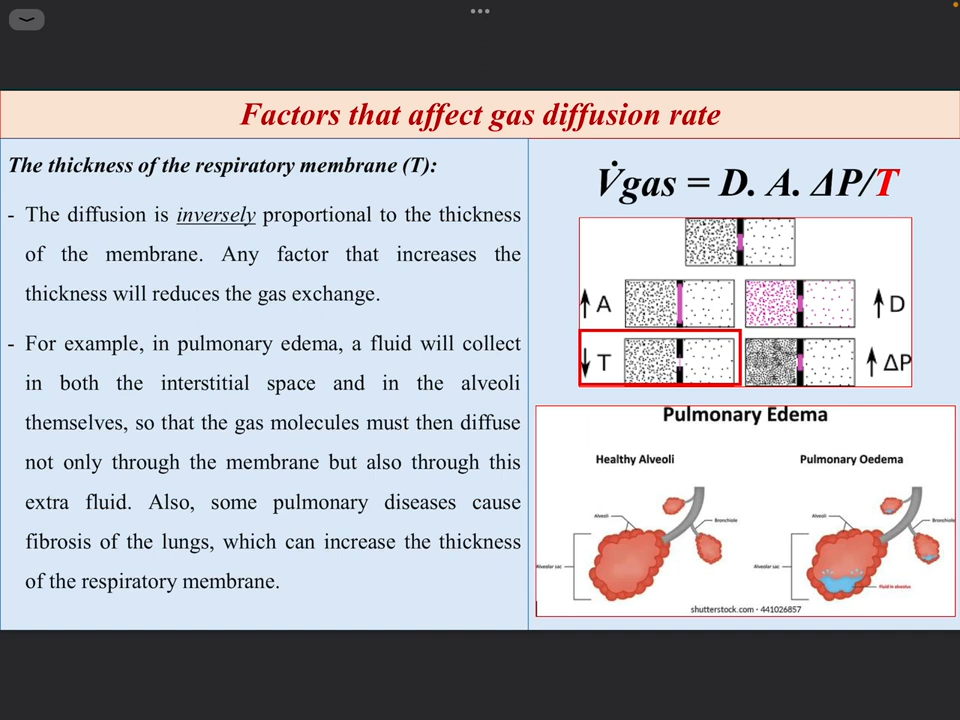 Factors that affect gas diffusion rate
The thickness of the respiratory membrane (T):
- The diffusion is inversely proportional to the thickness
of the membrane. Any factor that increases the
thickness will reduces the gas exchange.
- For example, in pulmonary edema, a fluid will collect
in both the interstitial space and in the alveoli
themselves, so that the gas molecules must then diffuse
not only through the membrane but also through this
extra fluid. Also, some pulmonary diseases cause
fibrosis of the lungs, which can increase the thickness
of the respiratory membrane.
V̇gas = D. A. ΔP/T
↑ A
↑ D
↓ T
↑ ΔP
Pulmonary Edema
Healthy Alveoli
Pulmonary Oedema
Alveoli
Bronchiole
Alveolar sac
Alveoli
Bronchiole
Alveolar sac
Fluid in alveolus
shutterstock.com · 441026857